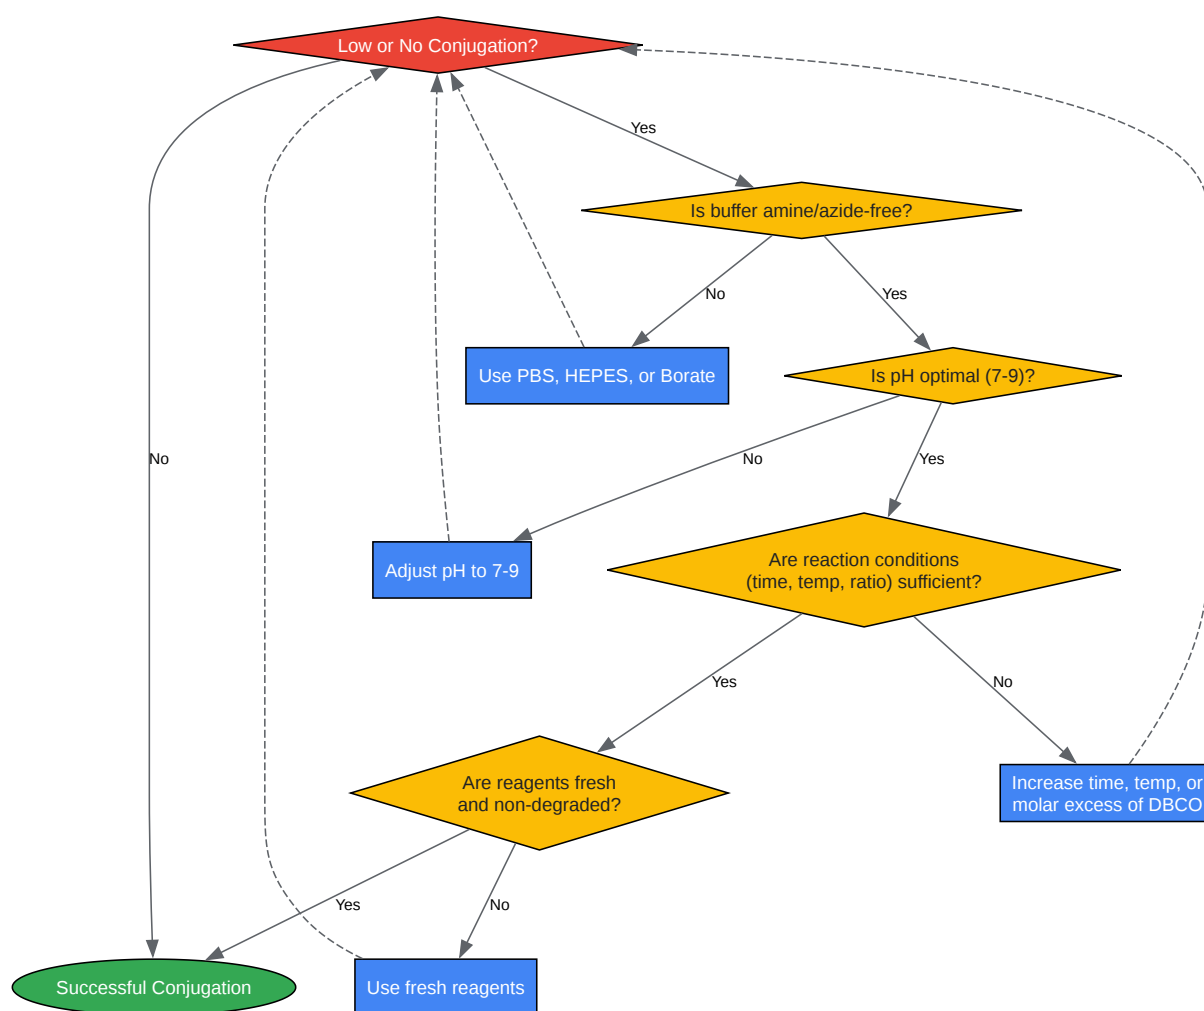 Low or No Conjugation?
Yes
Is buffer amine/azide-free?
No
Yes
Use PBS, HEPES, or Borate
Is pH optimal (7-9)?
No
No
Yes
Adjust pH to 7-9
Are reaction conditions
(time, temp, ratio) sufficient?
Yes
No
Are reagents fresh
and non-degraded?
Increase time, temp, or
molar excess of DBCO
Yes
No
Successful Conjugation
Use fresh reagents